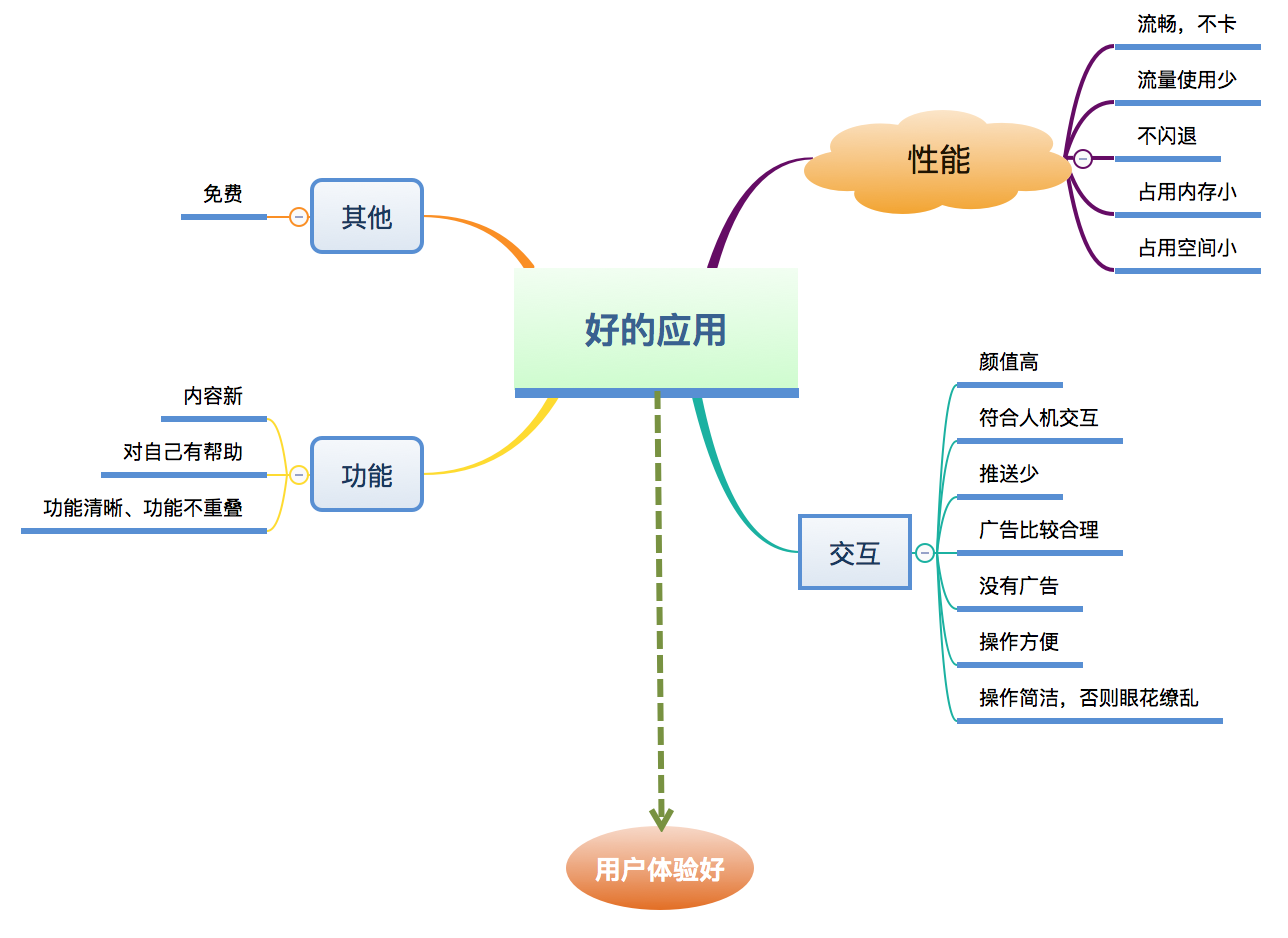 好的应用
性能
流畅，不卡
流量使用少
不闪退
占用内存小
占用空间小
交互
颜值高
符合人机交互
推送少
广告比较合理
没有广告
操作方便
操作简洁，否则眼花缭乱
其他
免费
功能
内容新
对自己有帮助
功能清晰、功能不重叠
用户体验好